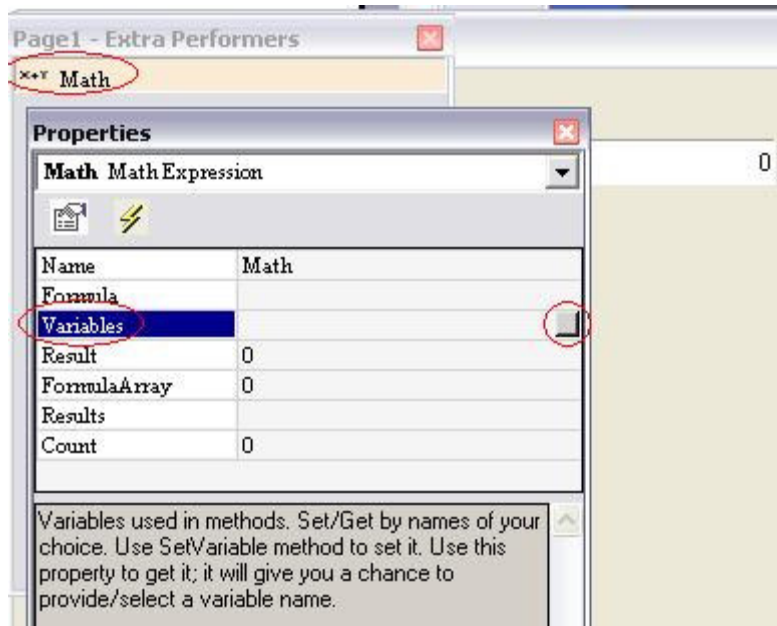 Page1 - Extra Performers
X+Y Math
Properties
Math Math Expression
0
Name Math
Formula
Variables
Result 0
FormulaArray 0
Results
Count 0
Variables used in methods. Set/Get by names of your
choice. Use SetVariable method to set it. Use this
property to get it; it will give you a chance to
provide/select a variable name.